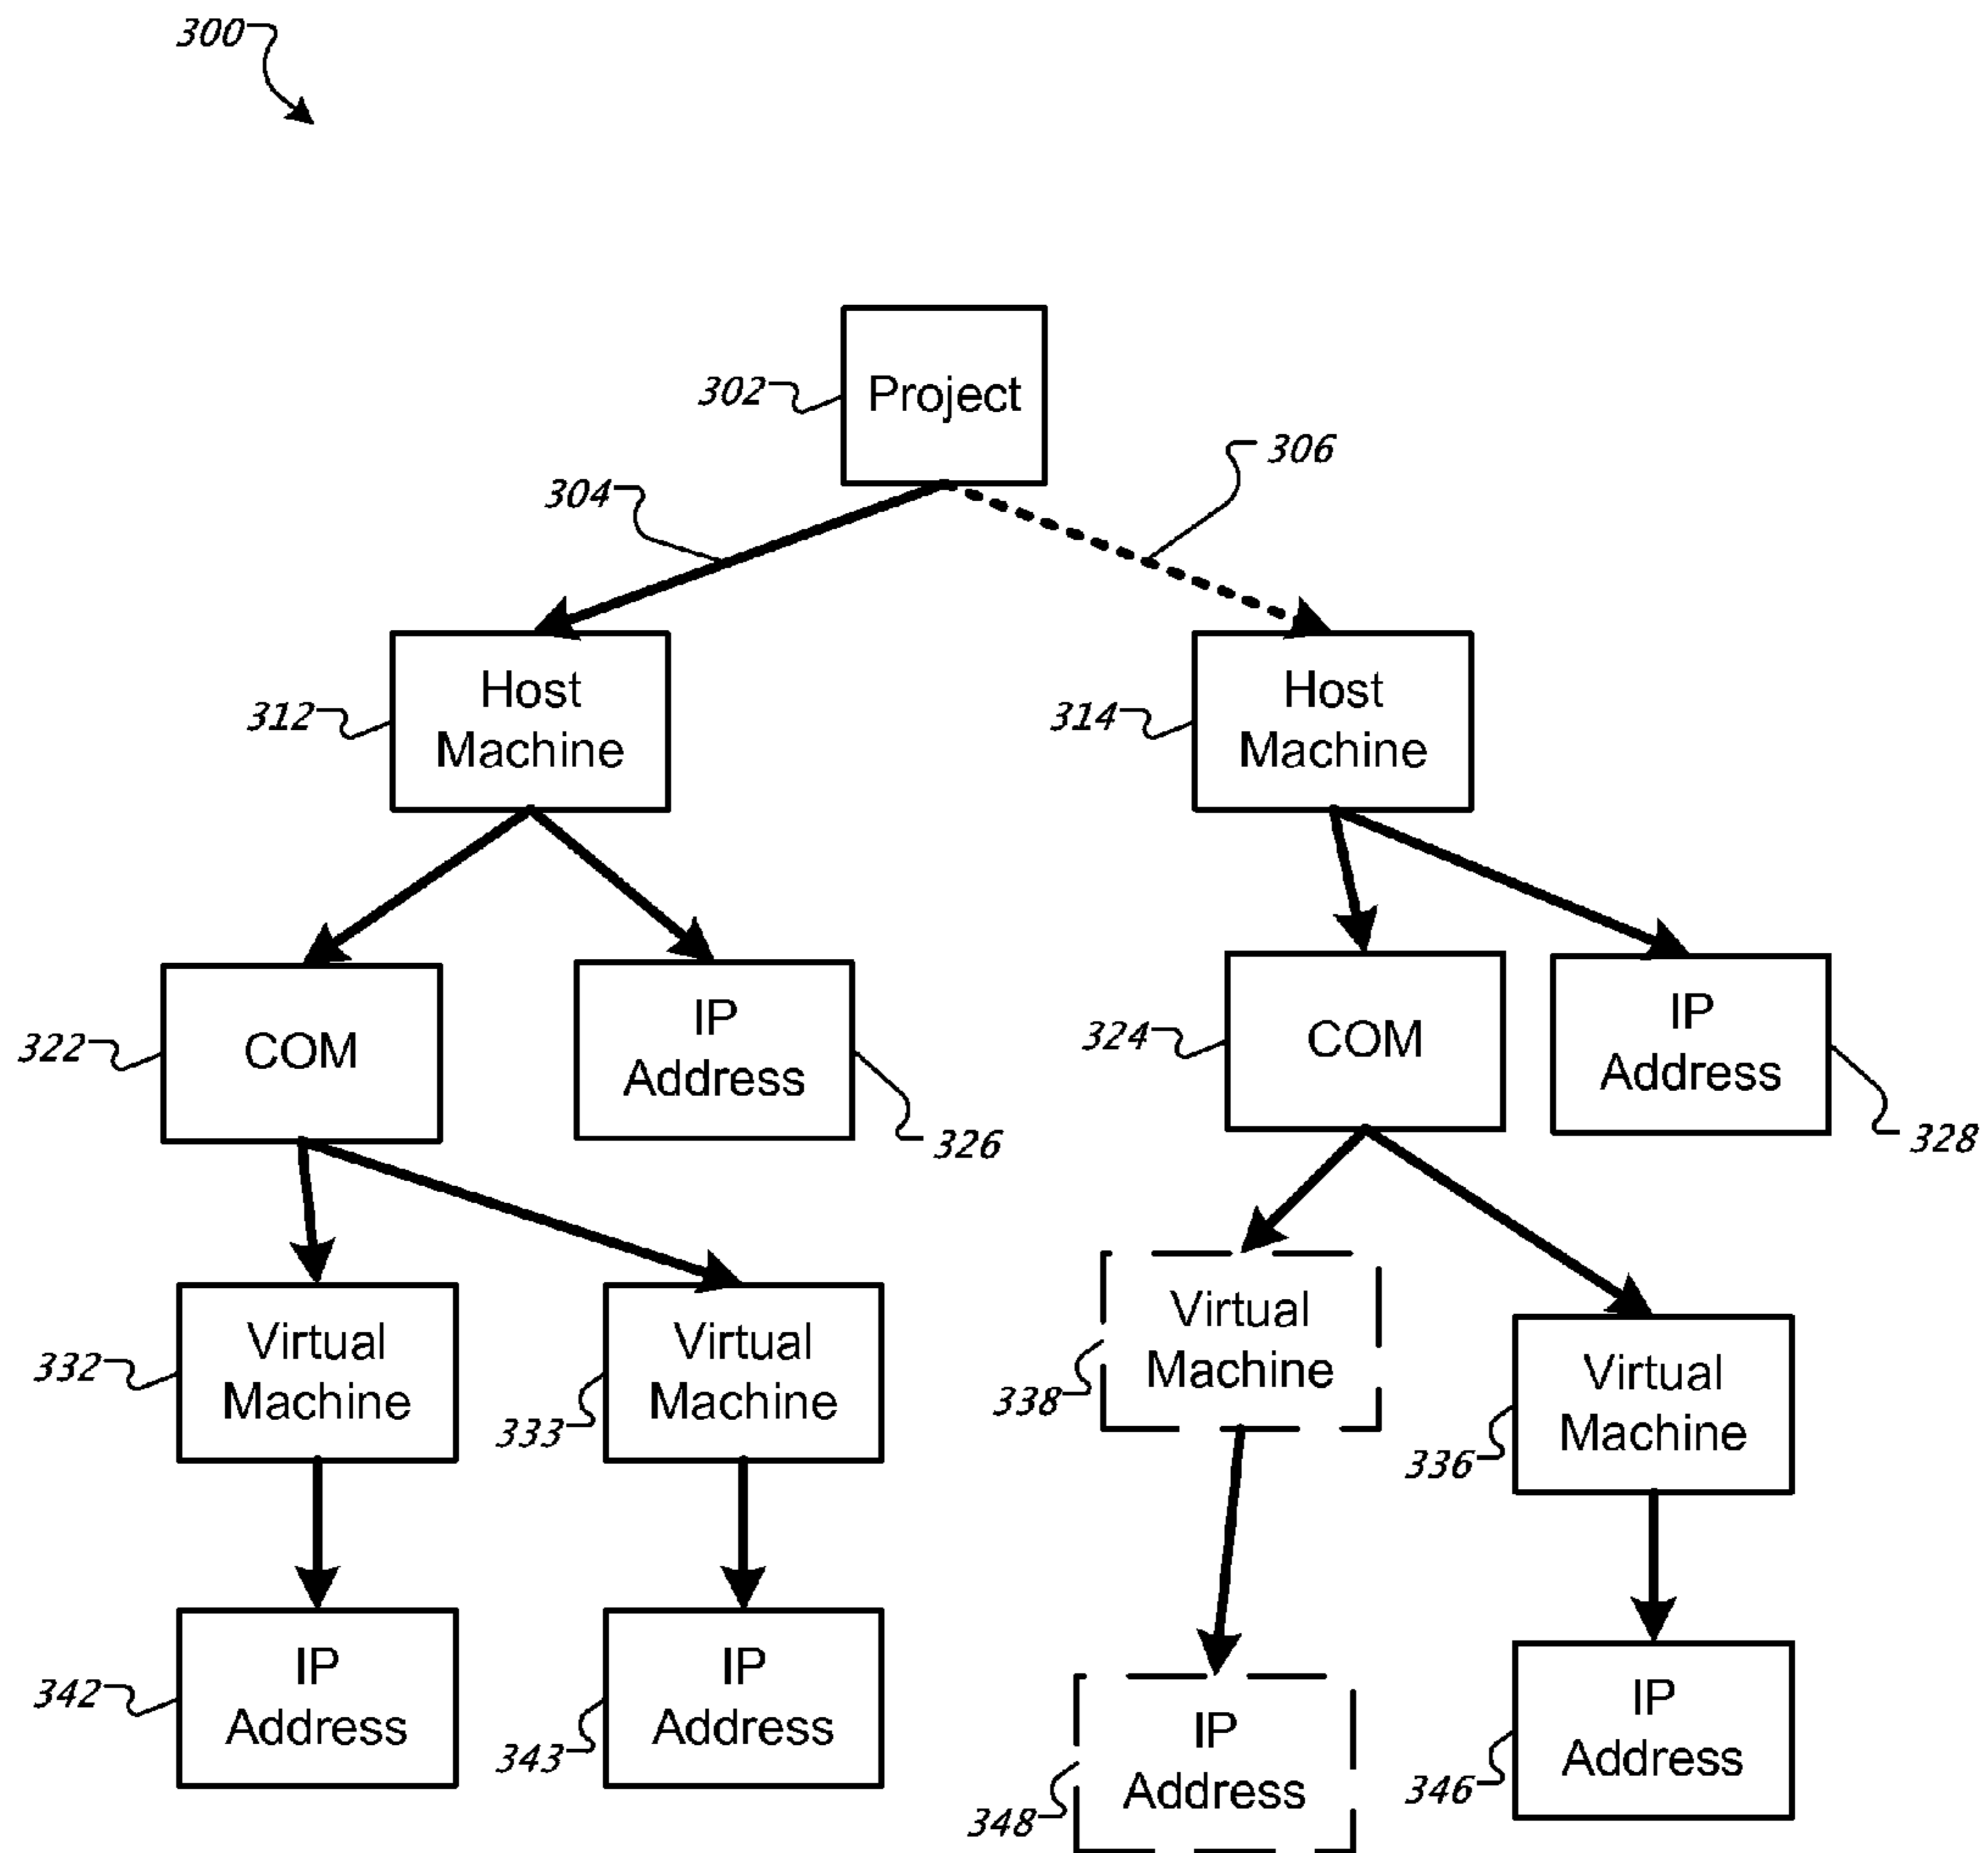 300
302
Project
304
306
312
Host
Machine
314
Host
Machine
322
COM
IP
Address
326
324
COM
IP
Address
328
332
Virtual
Machine
333
Virtual
Machine
338
Virtual
Machine
336
Virtual
Machine
342
IP
Address
343
IP
Address
348
IP
Address
346
IP
Address